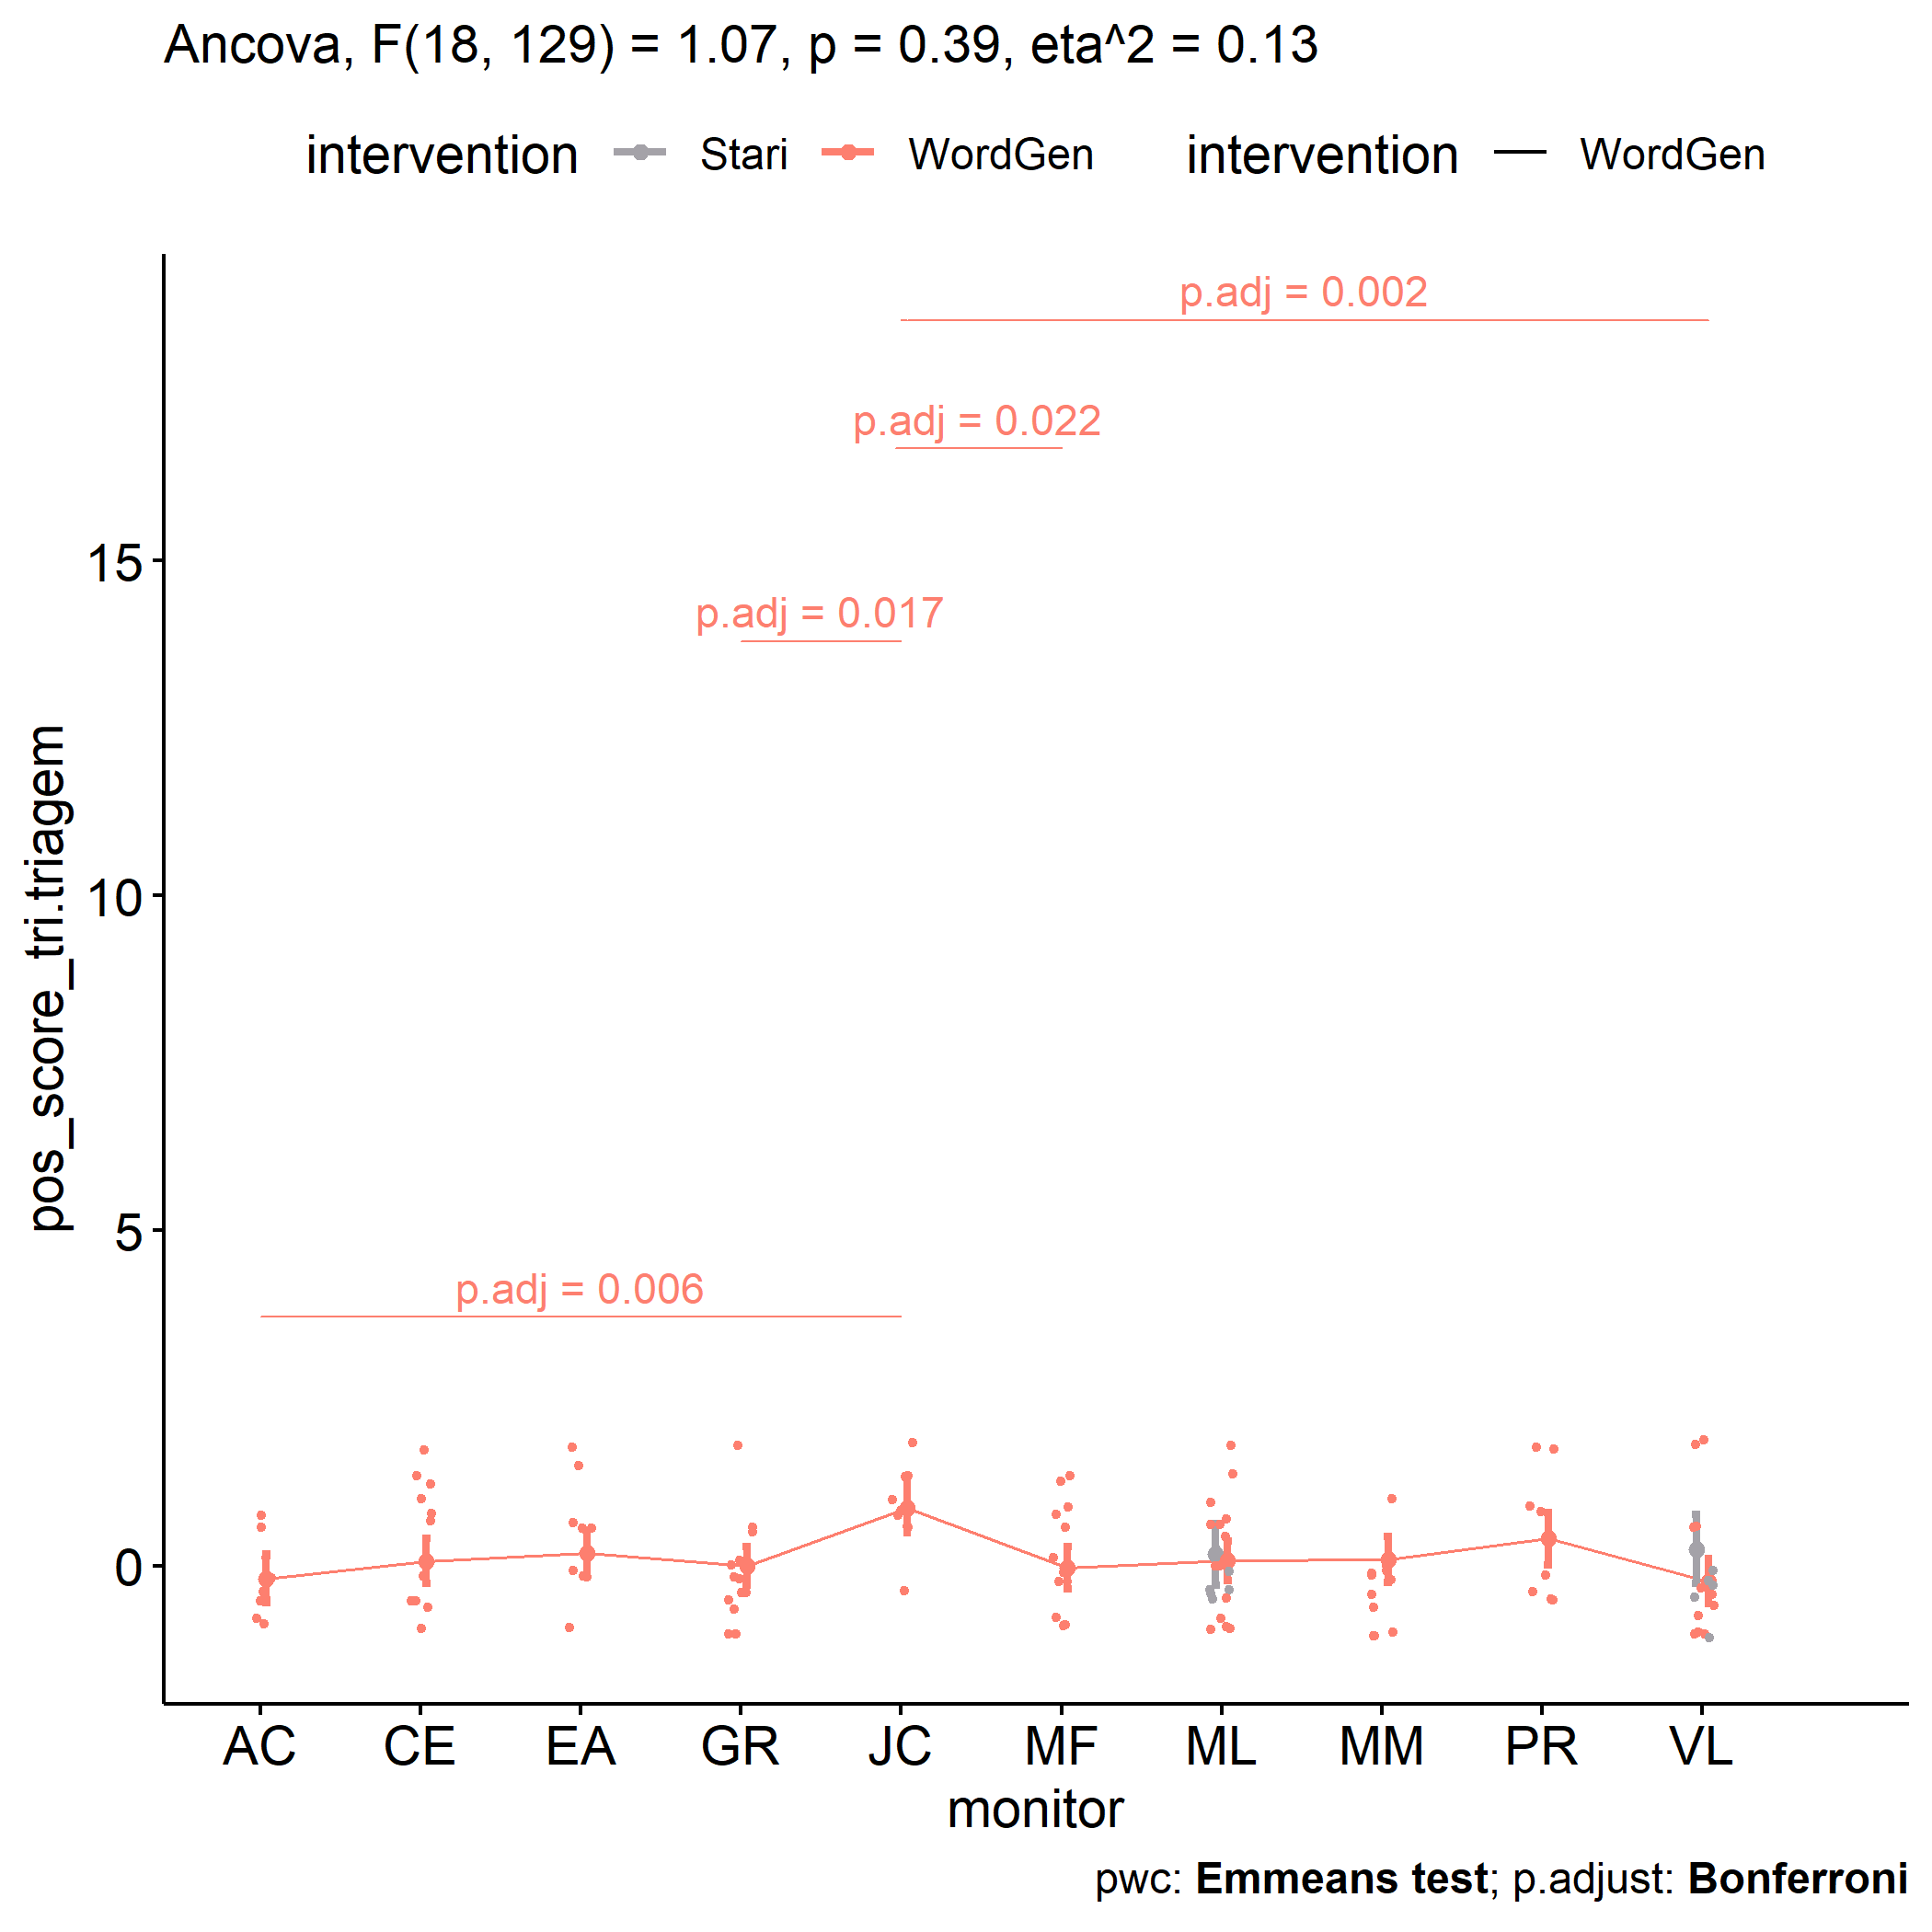 Ancova, F(18, 129) = 1.07, p = 0.39, eta^2 = 0.13
intervention Stari WordGen intervention WordGen
p.adj = 0.002
p.adj = 0.022
p.adj = 0.017
p.adj = 0.006
pos_score_tri.triagem
15
10
5
0
AC CE EA GR JC MF ML MM PR VL
monitor
pwc: Emmeans test; p.adjust: Bonferroni